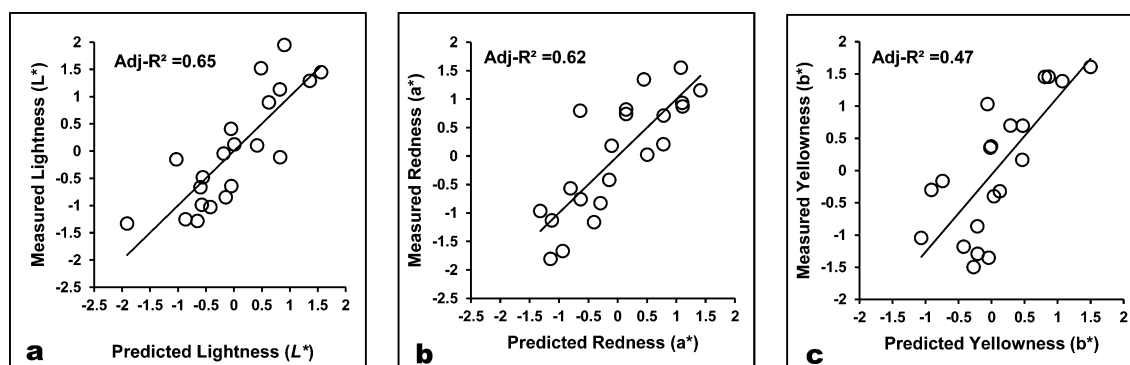 Adj-R² =0.65
Measured Lightness (L*)
2
1.5
1
0.5
0
-0.5
-1
-1.5
-2
-2.5
-2.5 -2 -1.5 -1 -0.5 0 0.5 1 1.5 2
Predicted Lightness (L*)
a
Adj-R² =0.62
Measured Redness (a*)
2
1.5
1
0.5
0
-0.5
-1
-1.5
-2
-2.5
-2.5 -2 -1.5 -1 -0.5 0 0.5 1 1.5 2
Predicted Redness (a*)
b
Adj-R² =0.47
Measured Yellowness (b*)
2
1.5
1
0.5
0
-0.5
-1
-1.5
-2
-2 -1.5 -1 -0.5 0 0.5 1 1.5 2
Predicted Yellowness (b*)
c